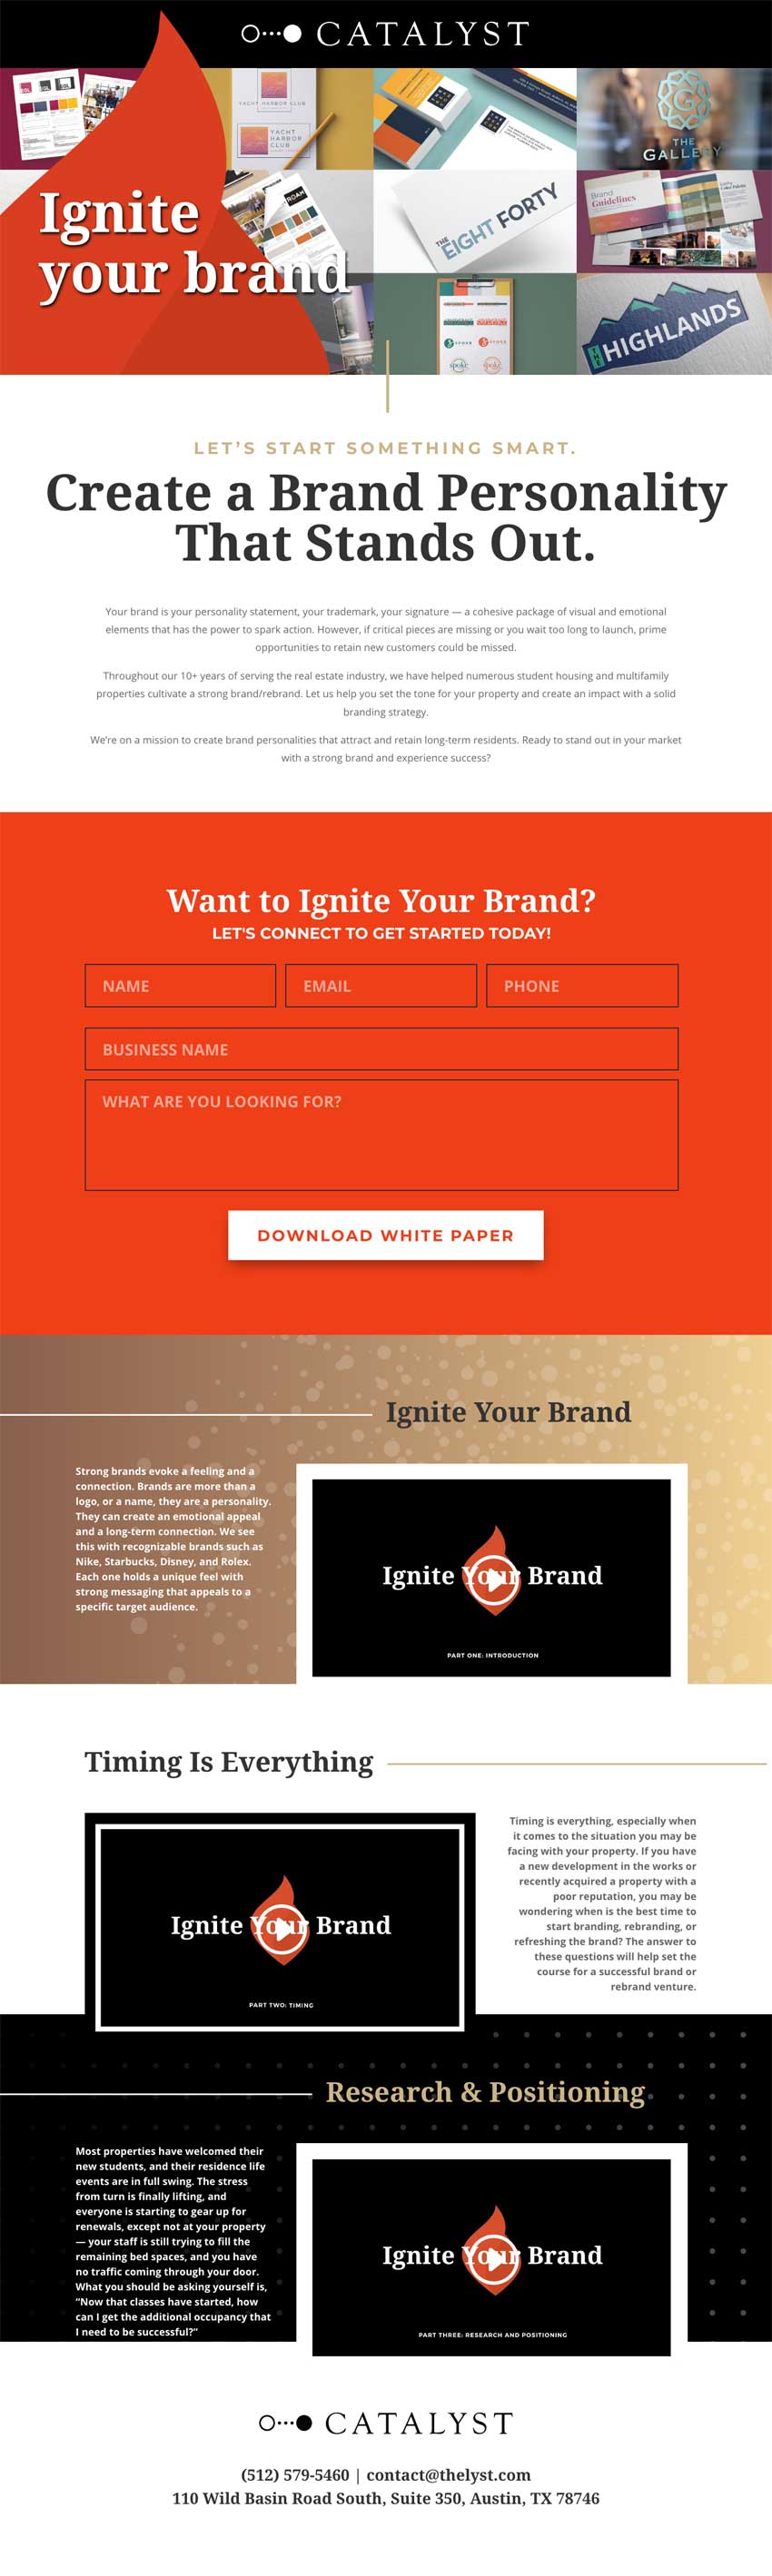 CATALYST
YACHT HARBOR CLUB
YACHT
HARBOR
CLUB
THE
GALLERY
ROAM
THE
EIGHT FORTY
Brand
Guidelines
Ignite
your brand
SPOKE
spoke
spoke
THE
HIGHLANDS
LET'S START SOMETHING SMART.
Create a Brand Personality
That Stands Out.
Your brand is your personality statement, your trademark, your signature — a cohesive package of visual and emotional
elements that has the power to spark action. However, if critical pieces are missing or you wait too long to launch, prime
opportunities to retain new customers could be missed.
Throughout our 10+ years of serving the real estate industry, we have helped numerous student housing and multifamily
properties cultivate a strong brand/rebrand. Let us help you set the tone for your property and create an impact with a solid
branding strategy.
We're on a mission to create brand personalities that attract and retain long-term residents. Ready to stand out in your market
with a strong brand and experience success?
Want to Ignite Your Brand?
LET'S CONNECT TO GET STARTED TODAY!
NAME
EMAIL
PHONE
BUSINESS NAME
WHAT ARE YOU LOOKING FOR?
DOWNLOAD WHITE PAPER
Ignite Your Brand
Strong brands evoke a feeling and a
connection. Brands are more than a
logo, or a name, they are a personality.
They can create an emotional appeal
and a long-term connection. We see
this with recognizable brands such as
Nike, Starbucks, Disney, and Rolex.
Each one holds a unique feel with
strong messaging that appeals to a
specific target audience.
Ignite Your Brand
PART ONE: INTRODUCTION
Timing Is Everything
Ignite Your Brand
PART TWO: TIMING
Timing is everything, especially when
it comes to the situation you may be
facing with your property. If you have
a new development in the works or
recently acquired a property with a
poor reputation, you may be
wondering when is the best time to
start branding, rebranding, or
refreshing the brand? The answer to
these questions will help set the
course for a successful brand or
rebrand venture.
Research & Positioning
Most properties have welcomed their
new students, and their residence life
events are in full swing. The stress
from turn is finally lifting, and
everyone is starting to gear up for
renewals, except not at your property
— your staff is still trying to fill the
remaining bed spaces, and you have
no traffic coming through your door.
What you should be asking yourself is,
"Now that classes have started, how
can I get the additional occupancy that
I need to be successful?"
Ignite Your Brand
PART THREE: RESEARCH AND POSITIONING
CATALYST
(512) 579-5460 | contact@thelyst.com
110 Wild Basin Road South, Suite 350, Austin, TX 78746